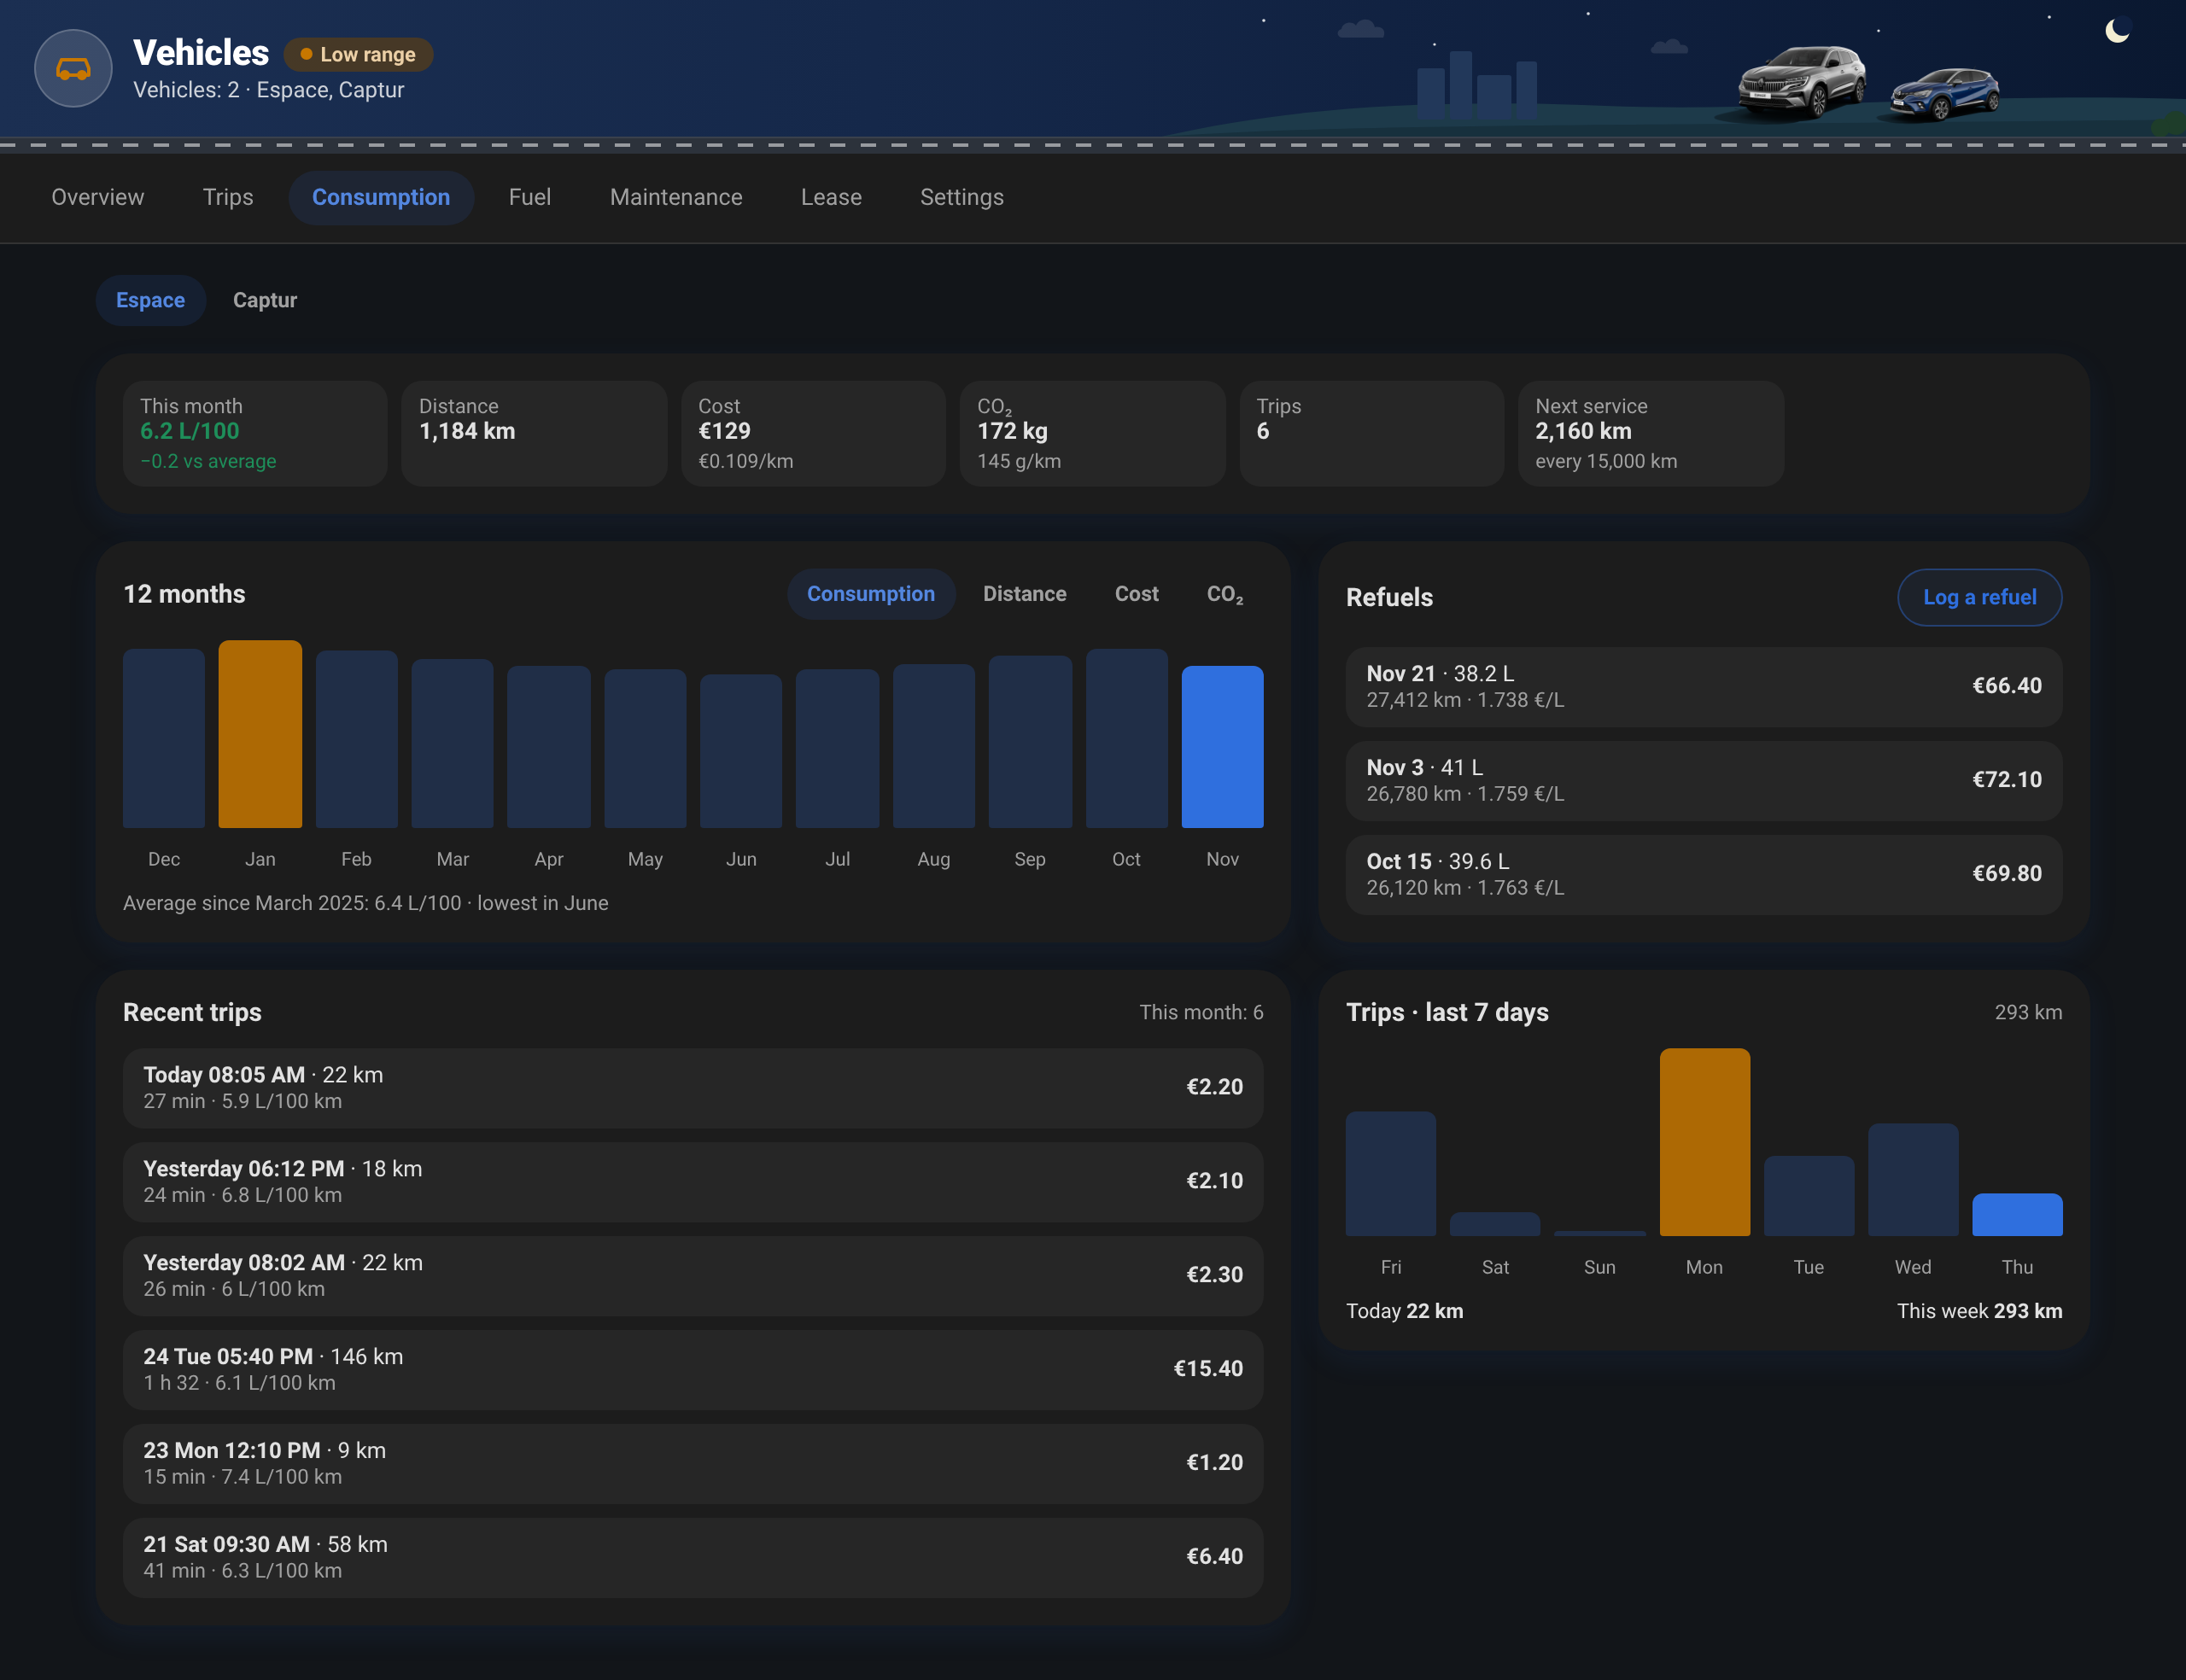 Vehicles
Low range
Vehicles: 2 · Espace, Captur
Overview
Trips
Consumption
Fuel
Maintenance
Lease
Settings
Espace
Captur
This month
6.2 L/100
−0.2 vs average
Distance
1,184 km
Cost
€129
€0.109/km
CO₂
172 kg
145 g/km
Trips
6
Next service
2,160 km
every 15,000 km
12 months
Consumption
Distance
Cost
CO₂
Dec
Jan
Feb
Mar
Apr
May
Jun
Jul
Aug
Sep
Oct
Nov
Average since March 2025: 6.4 L/100 · lowest in June
Refuels
Log a refuel
Nov 21 · 38.2 L
27,412 km · 1.738 €/L
€66.40
Nov 3 · 41 L
26,780 km · 1.759 €/L
€72.10
Oct 15 · 39.6 L
26,120 km · 1.763 €/L
€69.80
Recent trips
This month: 6
Today 08:05 AM · 22 km
27 min · 5.9 L/100 km
€2.20
Yesterday 06:12 PM · 18 km
24 min · 6.8 L/100 km
€2.10
Yesterday 08:02 AM · 22 km
26 min · 6 L/100 km
€2.30
24 Tue 05:40 PM · 146 km
1 h 32 · 6.1 L/100 km
€15.40
23 Mon 12:10 PM · 9 km
15 min · 7.4 L/100 km
€1.20
21 Sat 09:30 AM · 58 km
41 min · 6.3 L/100 km
€6.40
Trips · last 7 days
293 km
Fri
Sat
Sun
Mon
Tue
Wed
Thu
Today 22 km
This week 293 km